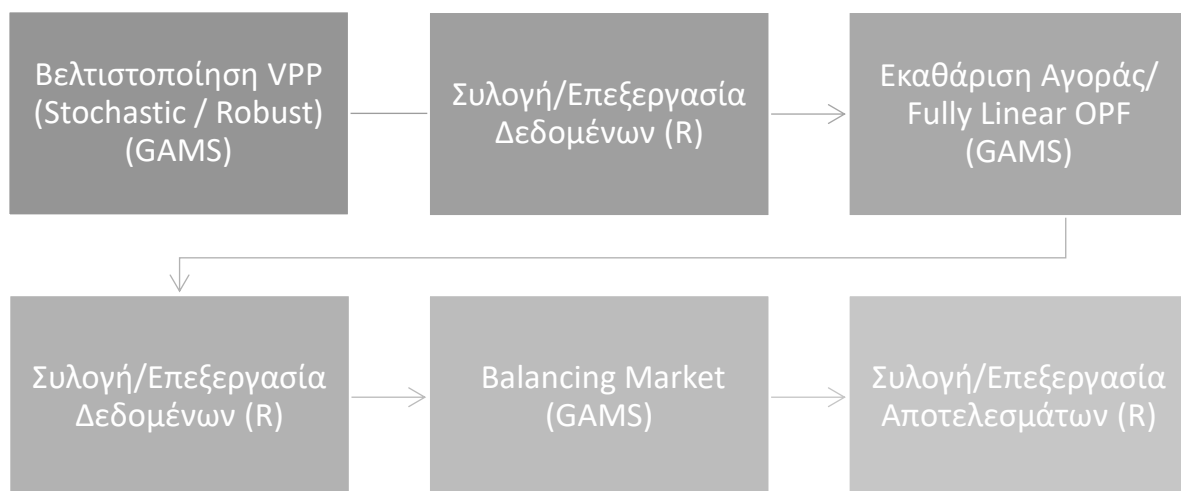 Βελτιστοποίηση VPP
(Stochastic / Robust)
(GAMS)
Συλογή/Επεξεργασία
Δεδομένων (R)
Εκαθάριση Αγοράς/
Fully Linear OPF
(GAMS)
Συλογή/Επεξεργασία
Δεδομένων (R)
Balancing Market
(GAMS)
Συλογή/Επεξεργασία
Αποτελεσμάτων (R)